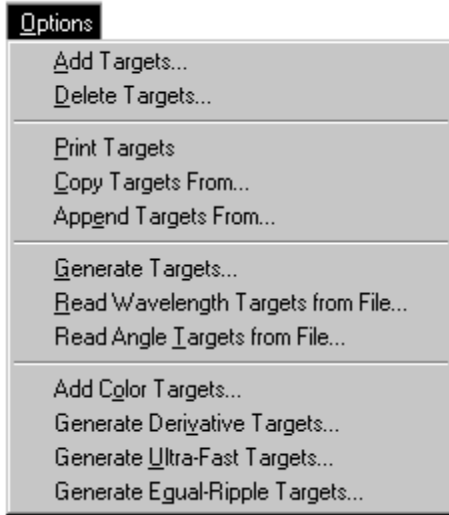 Options
Add Targets...
Delete Targets...
Print Targets
Copy Targets From...
Append Targets From...
Generate Targets...
Read Wavelength Targets from File...
Read Angle Targets from File...
Add Color Targets...
Generate Derivative Targets...
Generate Ultra-Fast Targets...
Generate Equal-Ripple Targets...